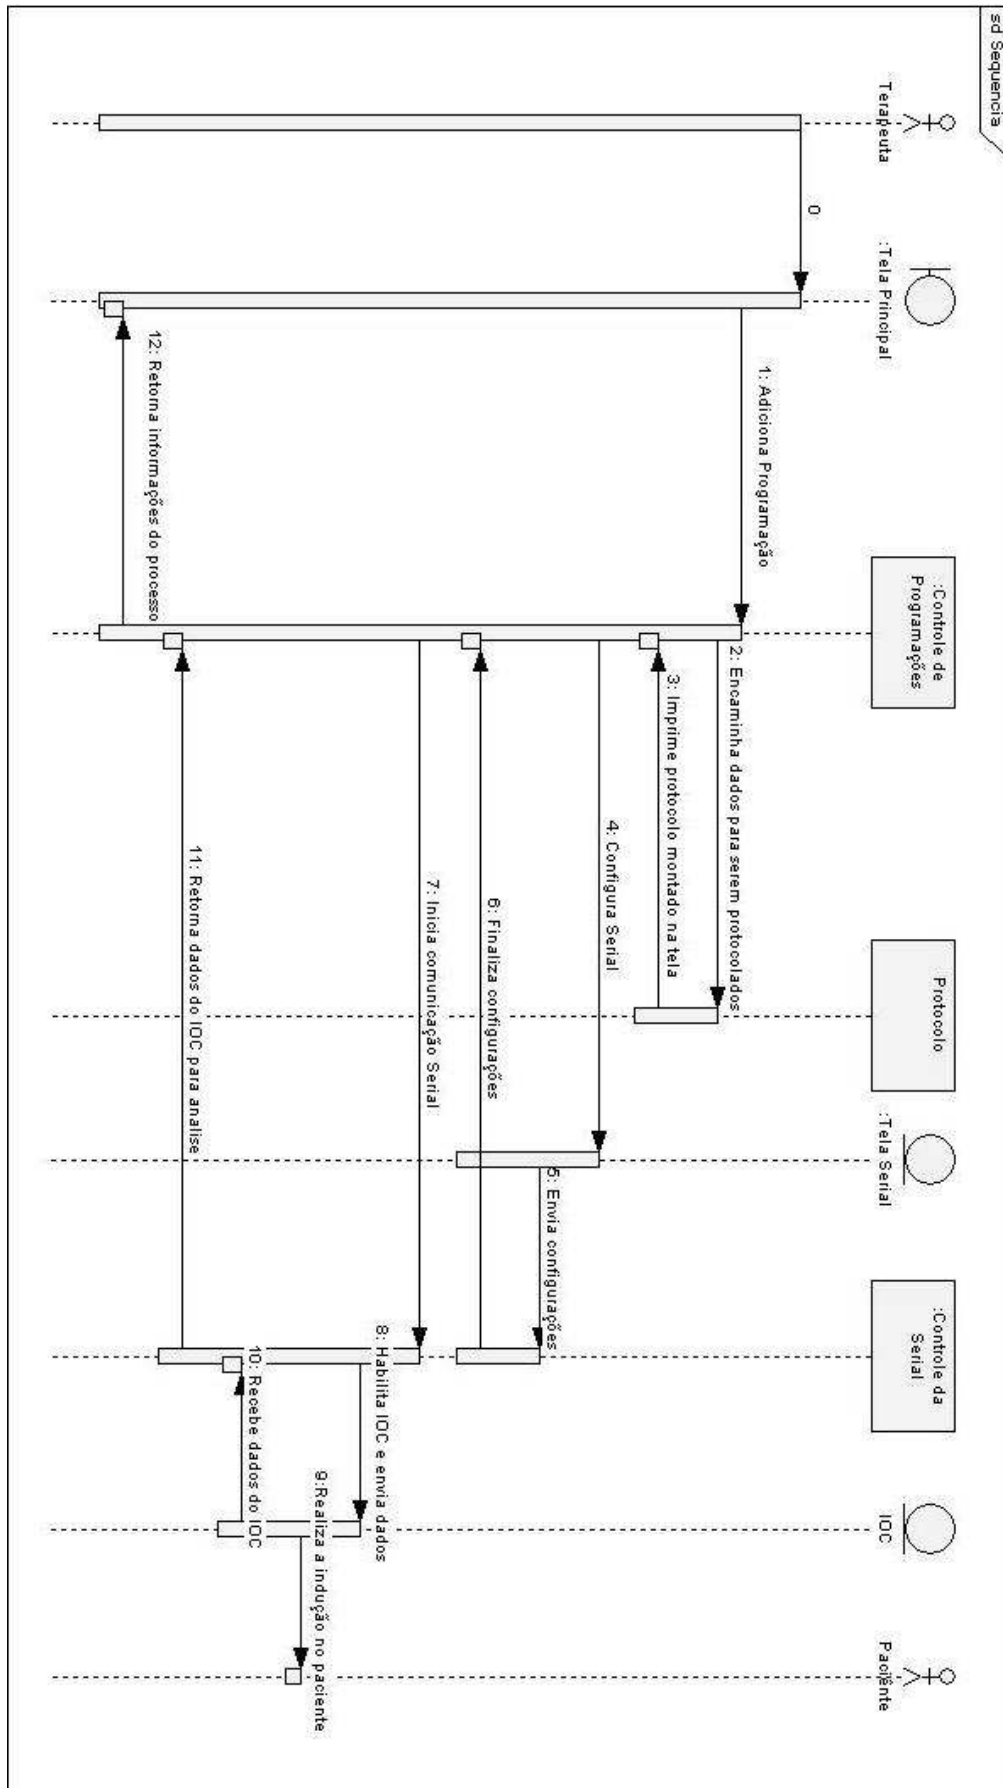 sd Sequencia
Terapeuta
:Tela Principal
:Controle de
Programações
Protocolo
:Tela Serial
:Controle da
Serial
IOC
Paciênte
0
1: Adiciona Programação
2: Encaminha dados para serem protocolados
3: Imprime protocolo montado na tela
4: Configura Serial
5: Envia configurações
6: Finaliza configurações
7: Inicia comunicação Serial
8: Habilita IOC e envia dados
9:Realiza a indução no paciente
10: Recebe dados do IOC
11: Retorna dados do IOC para analise
12: Retorna informações do processo